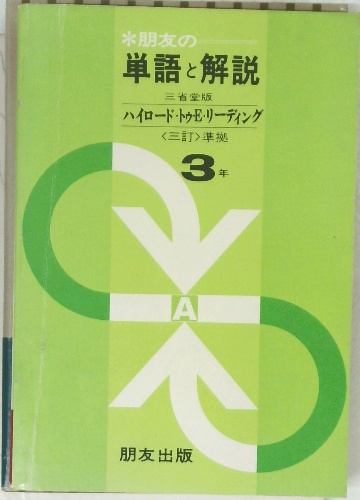 *朋友の
単語と解説
三省堂版
ハイロード・トゥE・リーディング
〈三訂〉準拠
3年
A
朋友出版